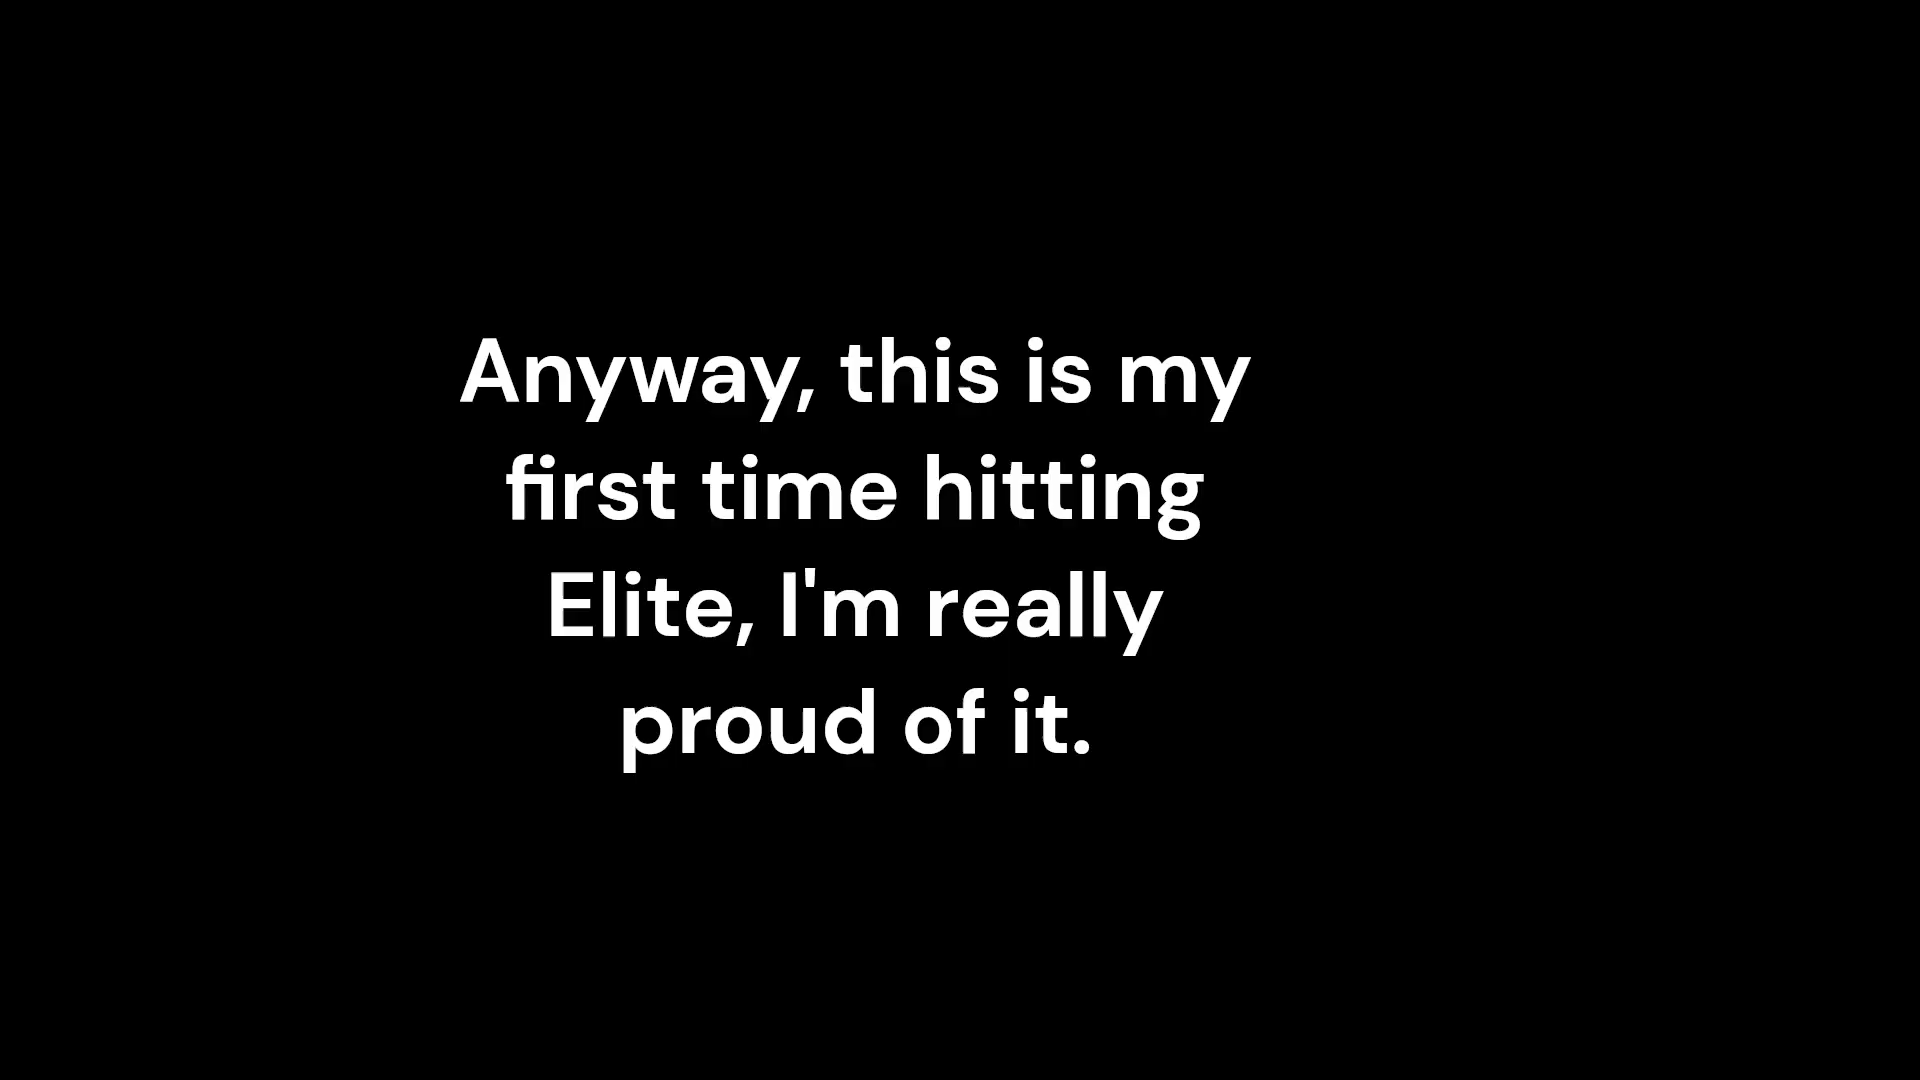 Anyway, this is my
first time hitting
Elite, I'm really
proud of it.